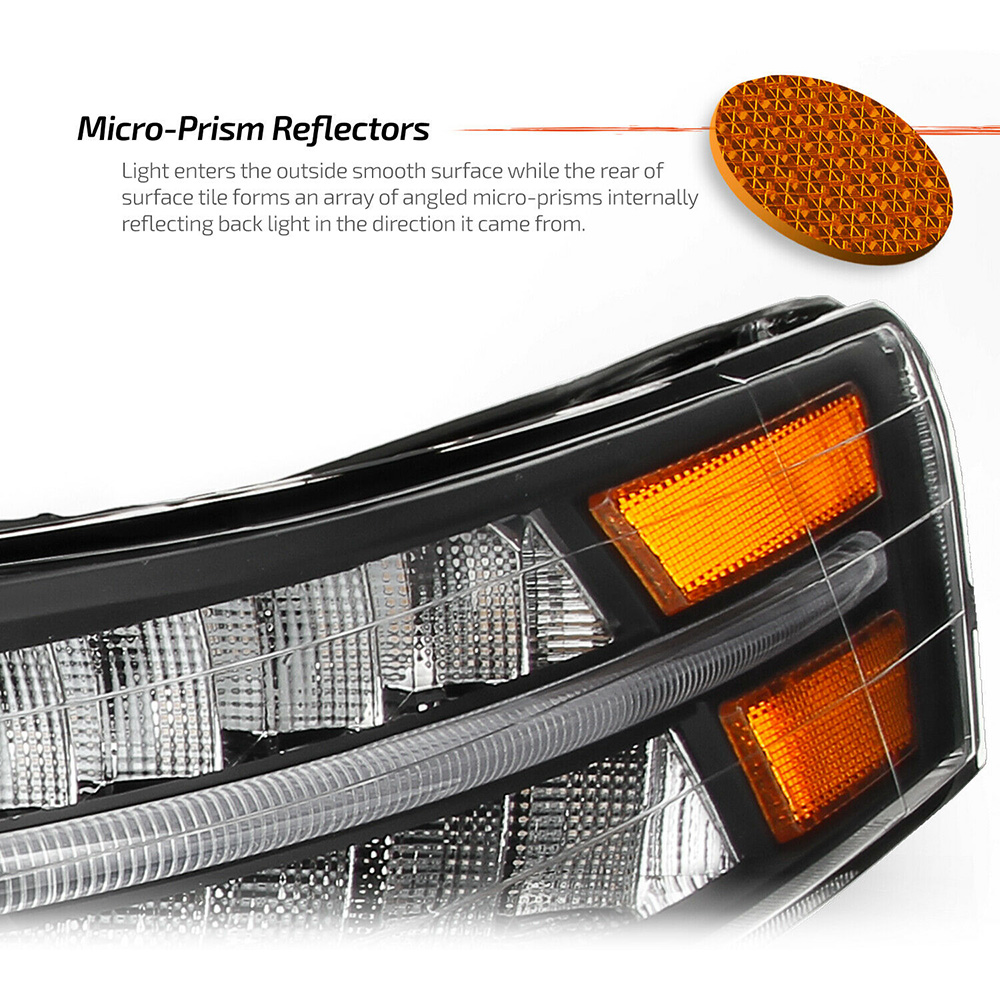 Micro-Prism Reflectors
Light enters the outside smooth surface while the rear of
surface tile forms an array of angled micro-prisms internally
reflecting back light in the direction it came from.